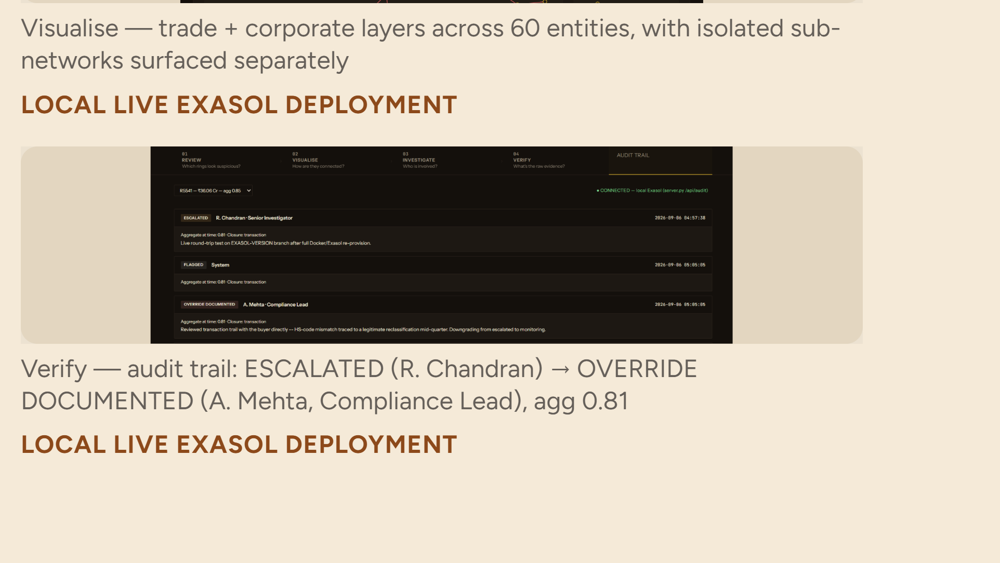 Visualise — trade + corporate layers across 60 entities, with isolated sub-
networks surfaced separately
LOCAL LIVE EXASOL DEPLOYMENT
01
REVIEW
Which rings look suspicious?
02
VISUALISE
How are they connected?
03
INVESTIGATE
Who is involved?
04
VERIFY
What's the raw evidence?
AUDIT TRAIL
R5541 — ₹36.06 Cr — agg 0.85
● CONNECTED — local Exasol (server.py /api/audit)
ESCALATED R. Chandran · Senior Investigator 2026-09-06 04:57:38
Aggregate at time: 0.81 · Closure: transaction
Live round-trip test on EXASOL-VERSION branch after full Docker/Exasol re-provision.
FLAGGED System 2026-09-06 05:05:05
Aggregate at time: 0.81 · Closure: transaction
OVERRIDE DOCUMENTED A. Mehta · Compliance Lead 2026-09-06 05:05:05
Aggregate at time: 0.81 · Closure: transaction
Reviewed transaction trail with the buyer directly -- HS-code mismatch traced to a legitimate reclassification mid-quarter. Downgrading from escalated to monitoring.
Verify — audit trail: ESCALATED (R. Chandran) → OVERRIDE
DOCUMENTED (A. Mehta, Compliance Lead), agg 0.81
LOCAL LIVE EXASOL DEPLOYMENT